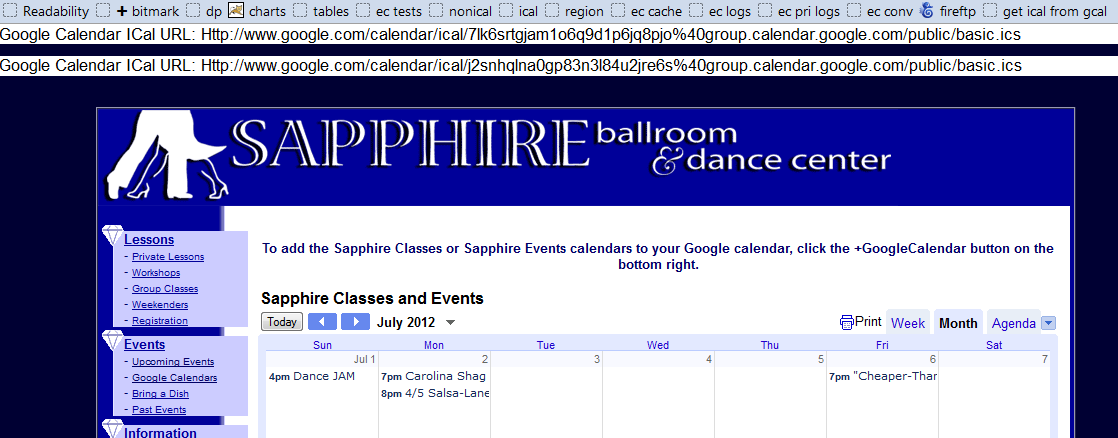 Readability + bitmark dp charts tables ec tests nonical ical region ec cache ec logs ec pri logs ec conv fireftp get ical from gcal
Google Calendar ICal URL: Http://www.google.com/calendar/ical/7lk6srtgjam1o6q9d1p6jq8pjo%40group.calendar.google.com/public/basic.ics
Google Calendar ICal URL: Http://www.google.com/calendar/ical/j2snhqlna0gp83n3l84u2jre6s%40group.calendar.google.com/public/basic.ics
SAPPHIRE ballroom
& dance center
Lessons
- Private Lessons
- Workshops
- Group Classes
- Weekenders
- Registration
Events
- Upcoming Events
- Google Calendars
- Bring a Dish
- Past Events
Information
To add the Sapphire Classes or Sapphire Events calendars to your Google calendar, click the +GoogleCalendar button on the
bottom right.
Sapphire Classes and Events
Today July 2012 Print Week Month Agenda
Sun Mon Tue Wed Thu Fri Sat
Jul 1 2 3 4 5 6 7
4pm Dance JAM 7pm Carolina Shag 7pm "Cheaper-Thar
8pm 4/5 Salsa-Lane